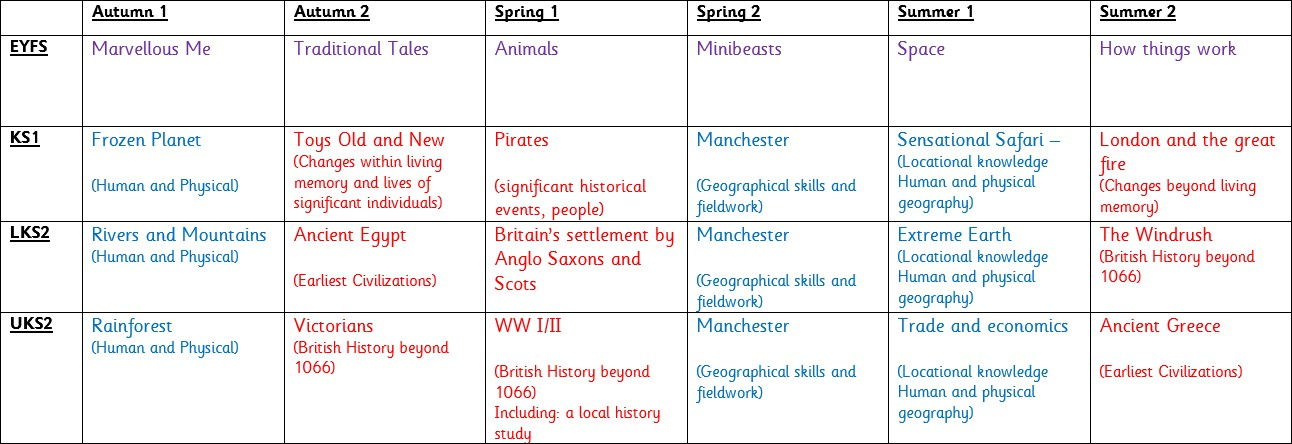 Autumn 1
Autumn 2
Spring 1
Spring 2
Summer 1
Summer 2
EYFS
Marvellous Me
Traditional Tales
Animals
Minibeasts
Space
How things work
KS1
Frozen Planet
(Human and Physical)
Toys Old and New
(Changes within living
memory and lives of
significant individuals)
Pirates
(significant historical
events, people)
Manchester
(Geographical skills and
fieldwork)
Sensational Safari –
(Locational knowledge
Human and physical
geography)
London and the great
fire
(Changes beyond living
memory)
LKS2
Rivers and Mountains
(Human and Physical)
Ancient Egypt
(Earliest Civilizations)
Britain's settlement by
Anglo Saxons and
Scots
Manchester
(Geographical skills and
fieldwork)
Extreme Earth
(Locational knowledge
Human and physical
geography)
The Windrush
(British History beyond
1066)
UKS2
Rainforest
(Human and Physical)
Victorians
(British History beyond
1066)
WW I/II
(British History beyond
1066)
Including: a local history
study
Manchester
(Geographical skills and
fieldwork)
Trade and economics
(Locational knowledge
Human and physical
geography)
Ancient Greece
(Earliest Civilizations)